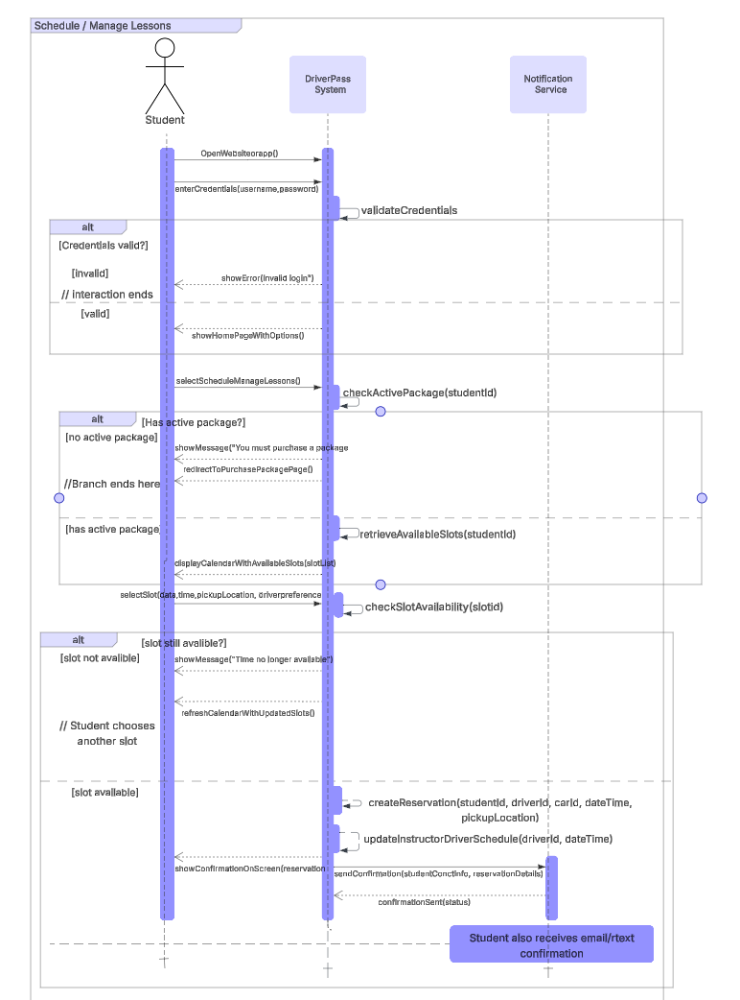 Schedule / Manage Lessons
Student
DriverPass
System
Notification
Service
OpenWebsiteorapp()
enterCredentials(username,password)
validateCredentials
alt
[Credentials valid?]
[invalid]
showError(Invalid login")
// interaction ends
[valid]
showHomePageWithOptions()
selectScheduleManageLessons()
checkActivePackage(studentId)
alt
[Has active package?]
[no active package]
showMessage("You must purchase a package
redirectToPurchasePackagePage()
//Branch ends here
[has active package]
retrieveAvailableSlots(studentId)
displayCalendarWithAvailableSlots(slotList)
selectSlot(data,time,pickupLocation, driverpreference
checkSlotAvailability(slotid)
alt
[slot still avalible?]
[slot not avalible]
showMessage("Time no longer available")
refreshCalendarWithUpdatedSlots()
// Student chooses
another slot
[slot available]
createReservation(studentId, driverId, carId, dateTime,
pickupLocation)
updateInstructorDriverSchedule(driverId, dateTime)
showConfirmationOnScreen(reservation
sendConfirmation(studentConctInfo, reservationDetails)
confirmationSent(status)
Student also receives email/rtext
confirmation